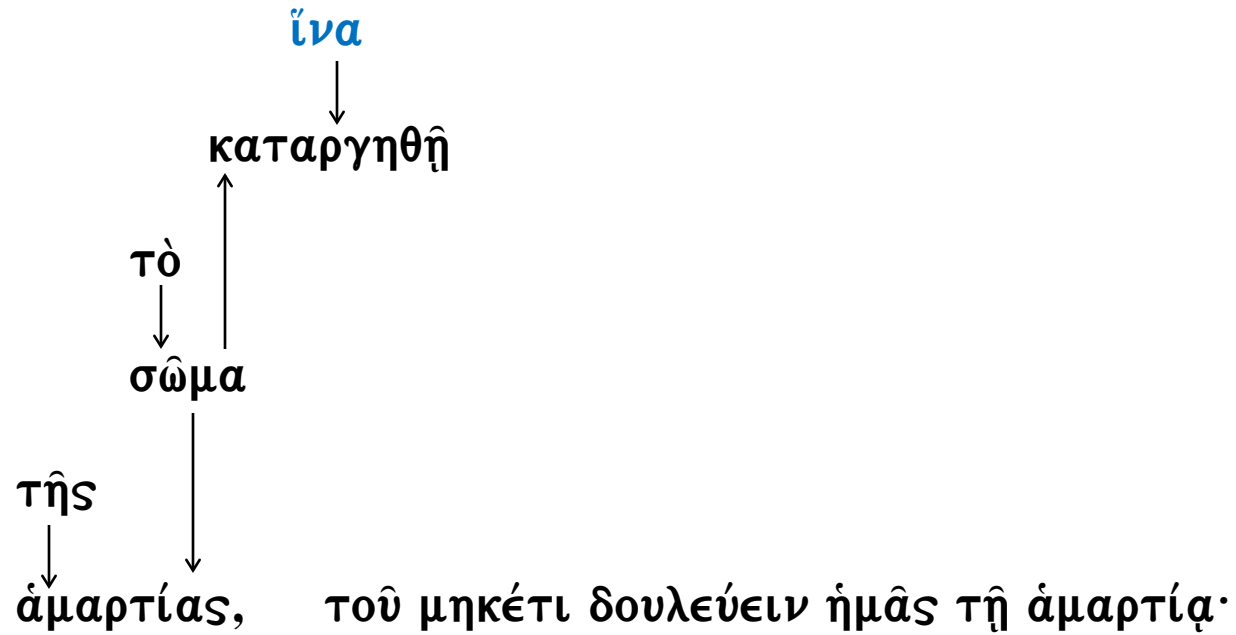 ἵνα
καταργηθῇ
τὸ
σῶμα
τῆς
ἁμαρτίας, τοῦ μηκέτι δουλεύειν ἡμᾶς τῇ ἁμαρτίᾳ·